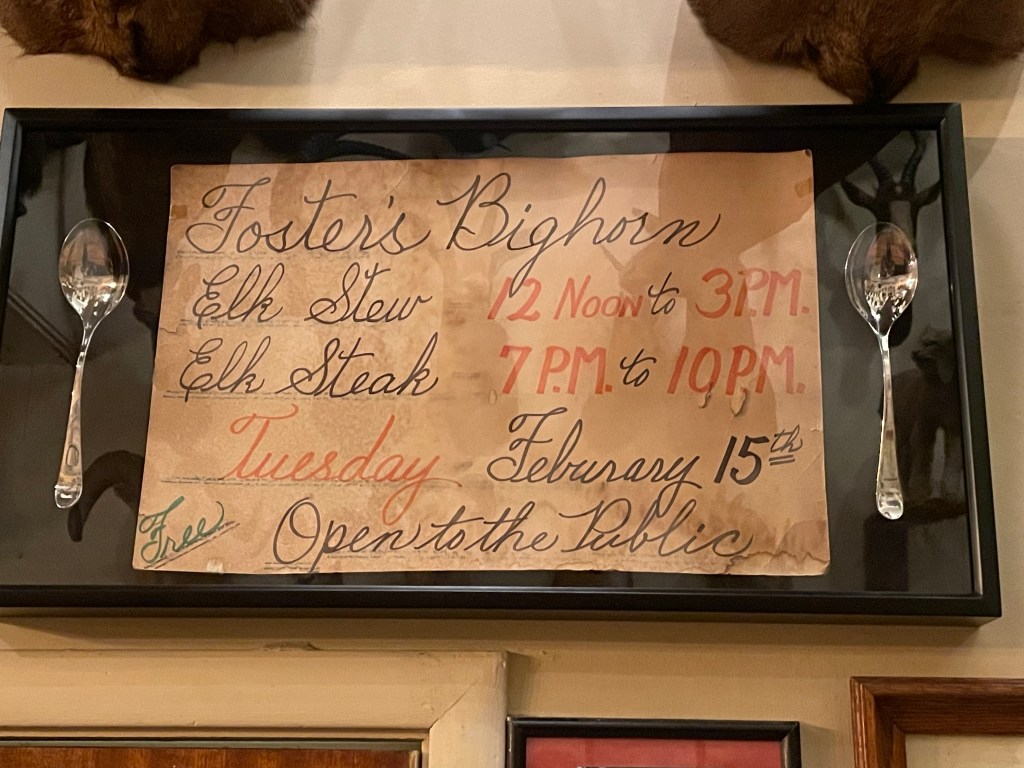 Foster's Bighorn
Elk Stew 12 Noon to 3P.M.
Elk Steak 7 P.M. to 10 P.M.
Tuesday Feburary 15th
Free Open to the Public